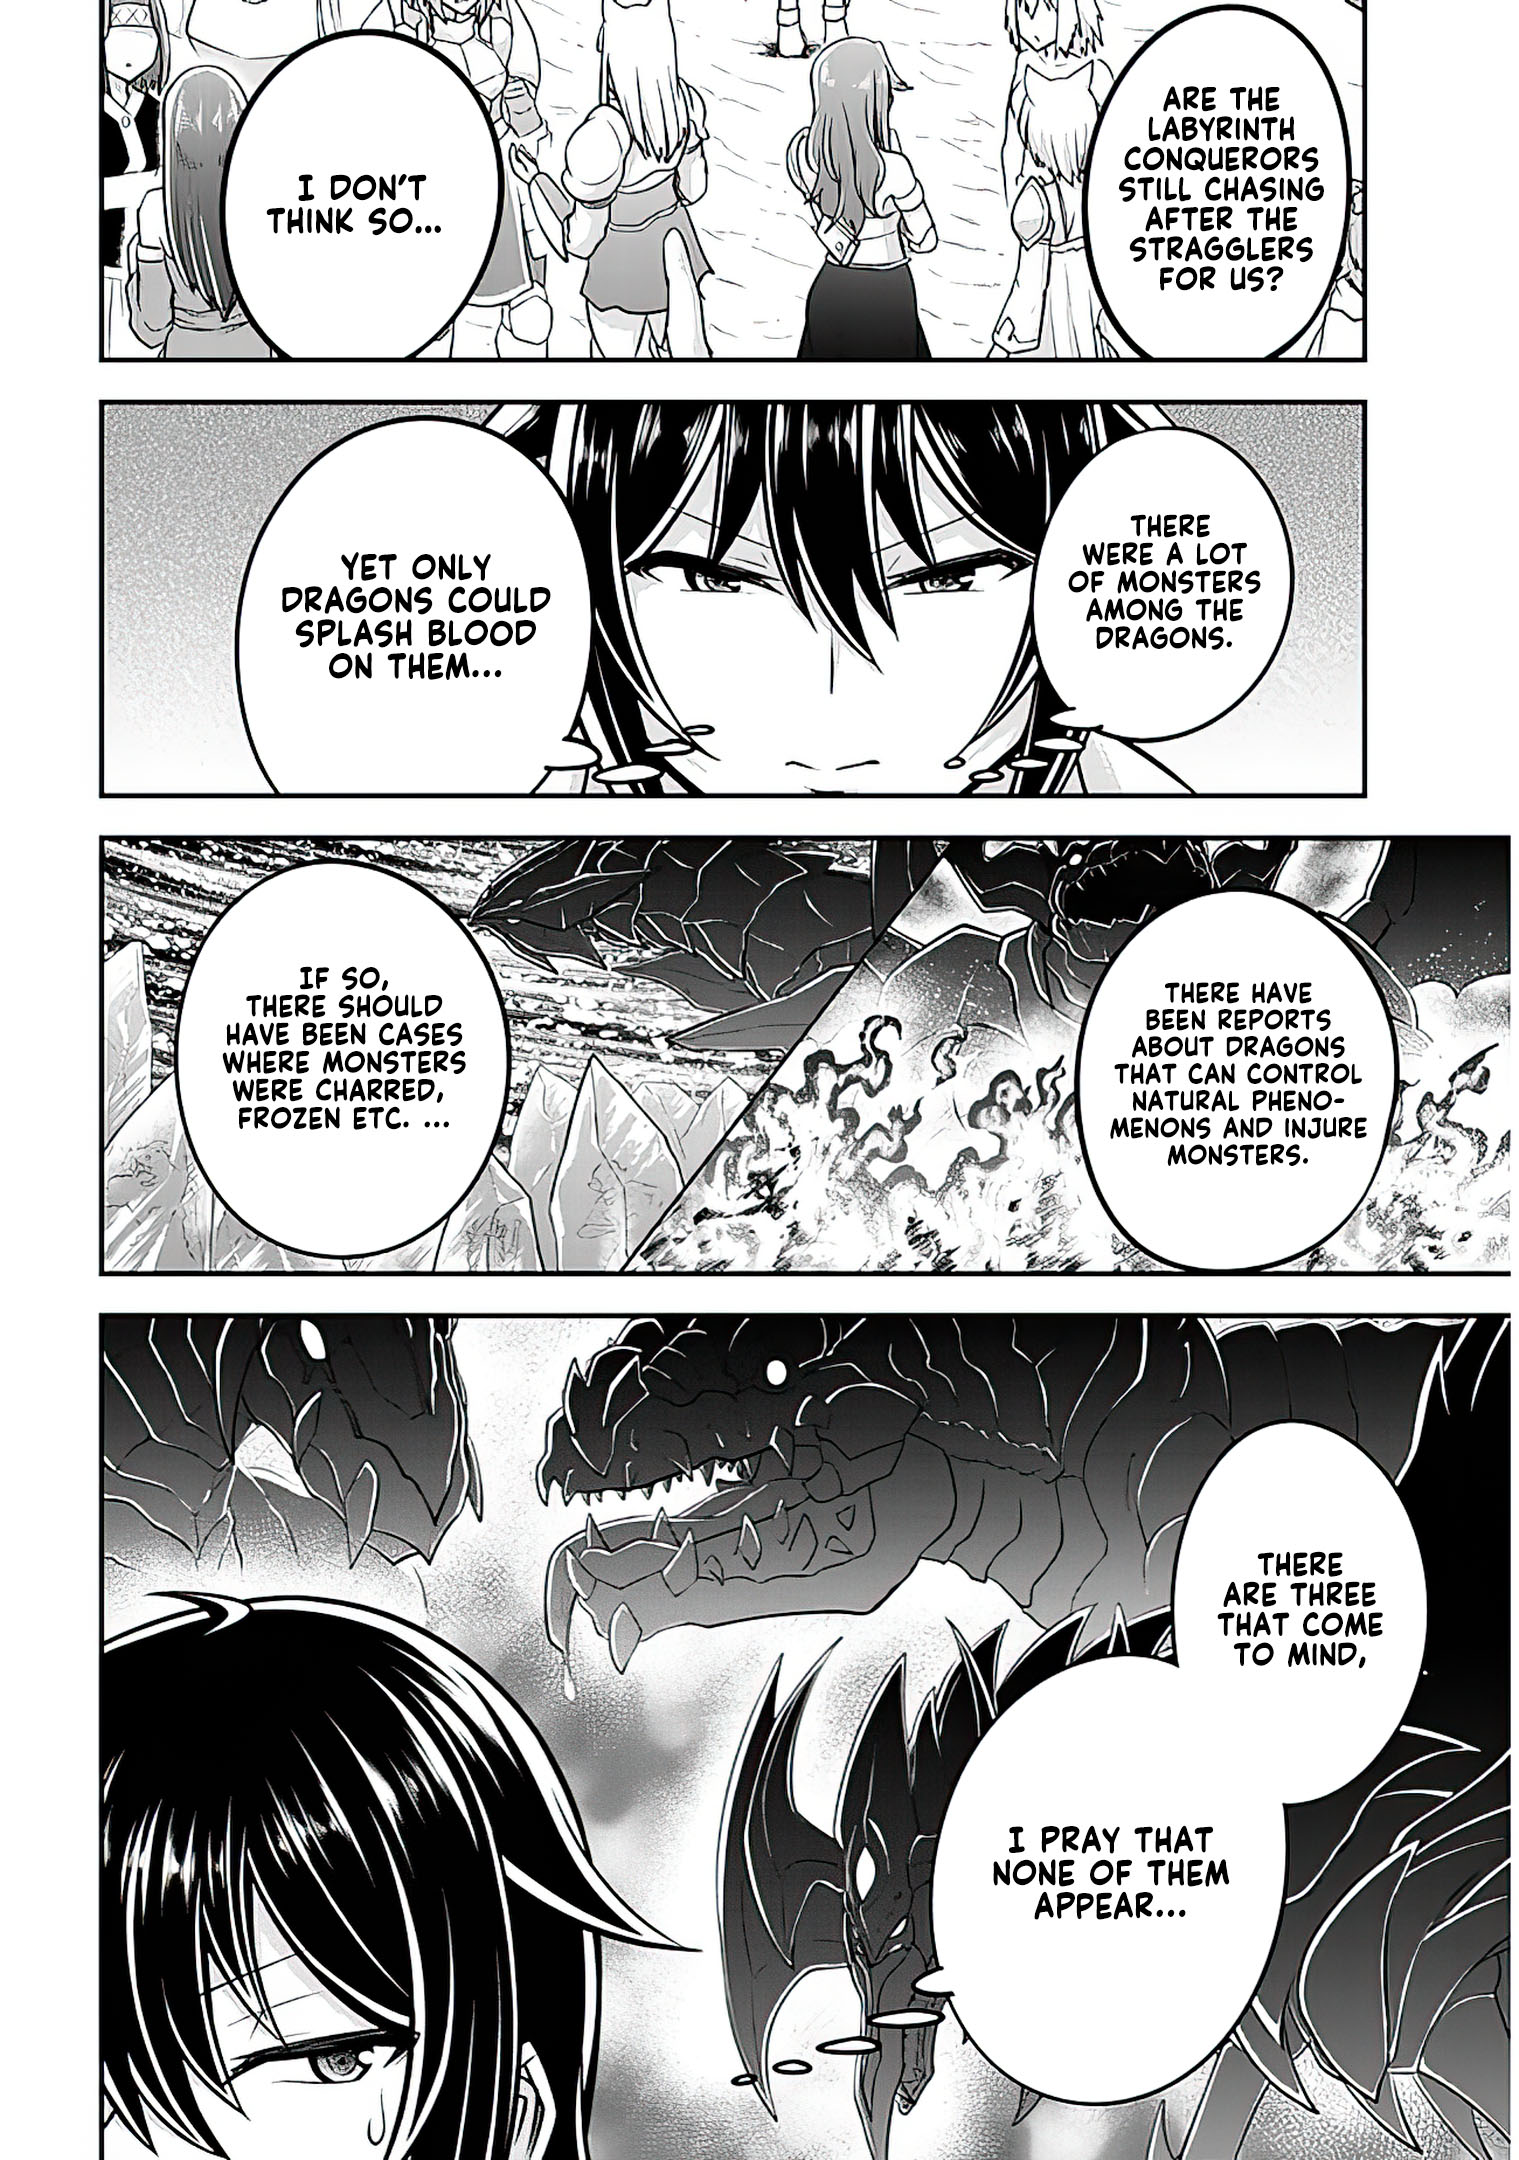 ARE THE
LABYRINTH
CONQUERORS
STILL CHASING
AFTER THE
STRAGGLERS
FOR US?
I DON'T
THINK SO...
THERE
WERE A LOT
OF MONSTERS
AMONG THE
DRAGONS.
YET ONLY
DRAGONS COULD
SPLASH BLOOD
ON THEM...
THERE HAVE
BEEN REPORTS
ABOUT DRAGONS
THAT CAN CONTROL
NATURAL PHENO-
MENONS AND INJURE
MONSTERS.
IF SO,
THERE SHOULD
HAVE BEEN CASES
WHERE MONSTERS
WERE CHARRED,
FROZEN ETC. ...
THERE
ARE THREE
THAT COME
TO MIND,
I PRAY THAT
NONE OF THEM
APPEAR...